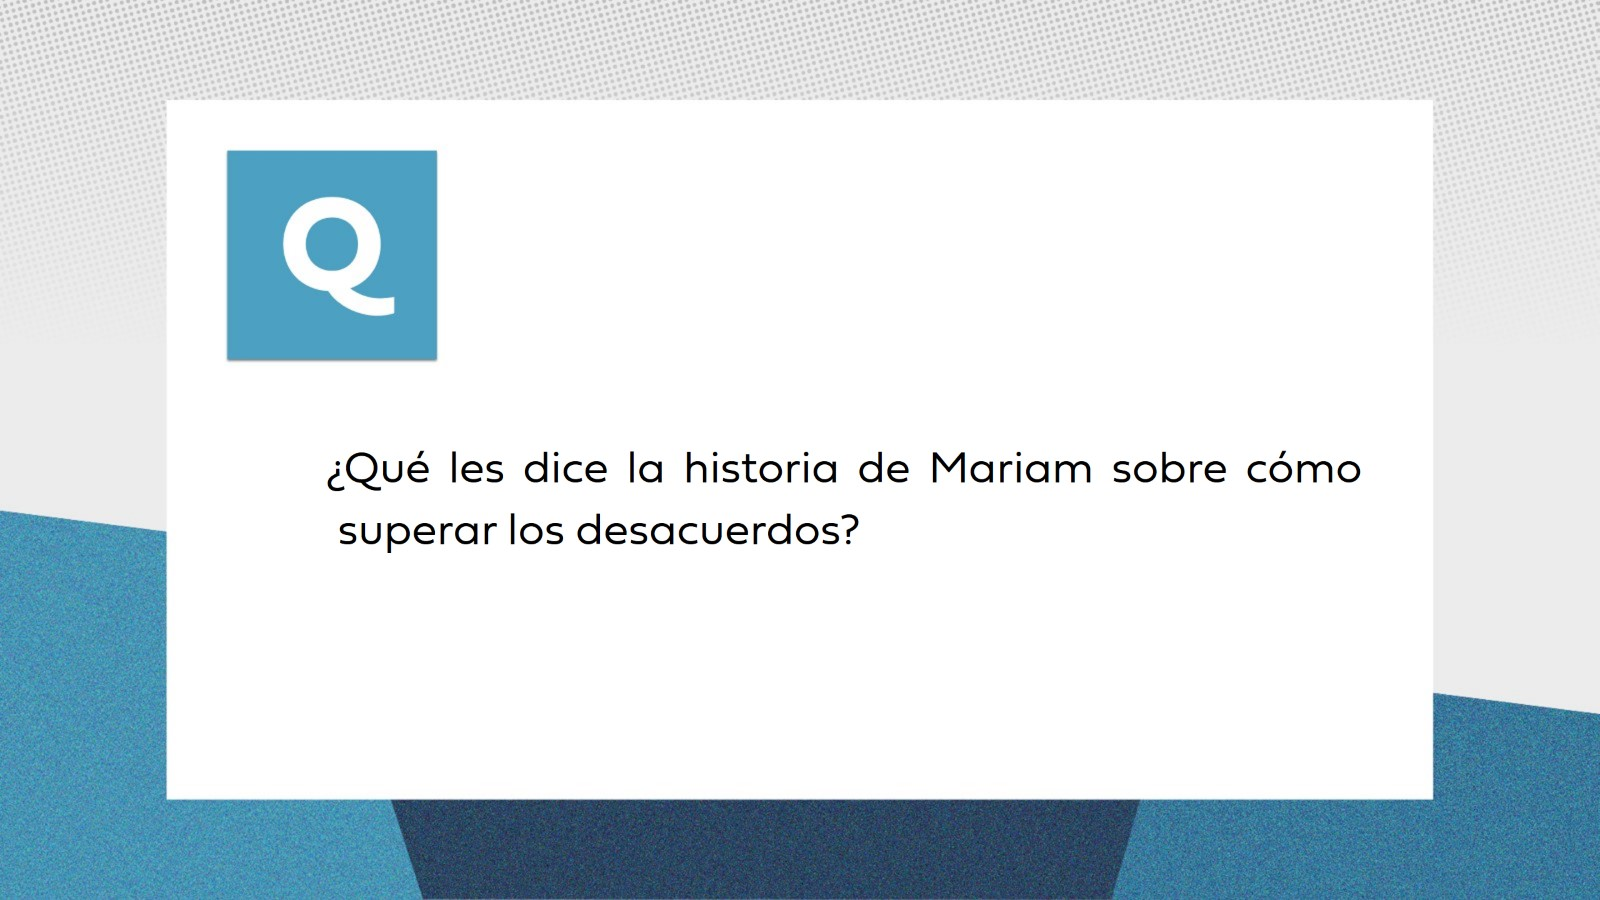 Q
¿Qué les dice la historia de Mariam sobre cómo
superar los desacuerdos?